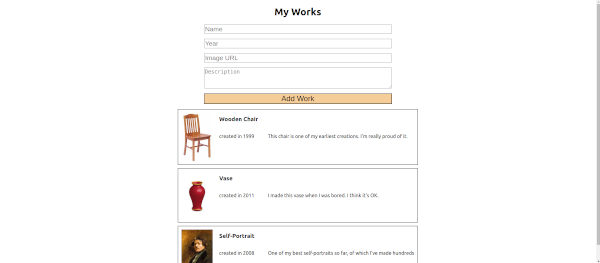 My Works
Name
Year
Image URL
Description
Add Work
Wooden Chair
created in 1999 This chair is one of my earliest creations. I'm really proud of it.
Vase
created in 2011 I made this vase when I was bored. I think it's OK.
Self-Portrait
created in 2008 One of my best self-portraits so far, of which I've made hundreds